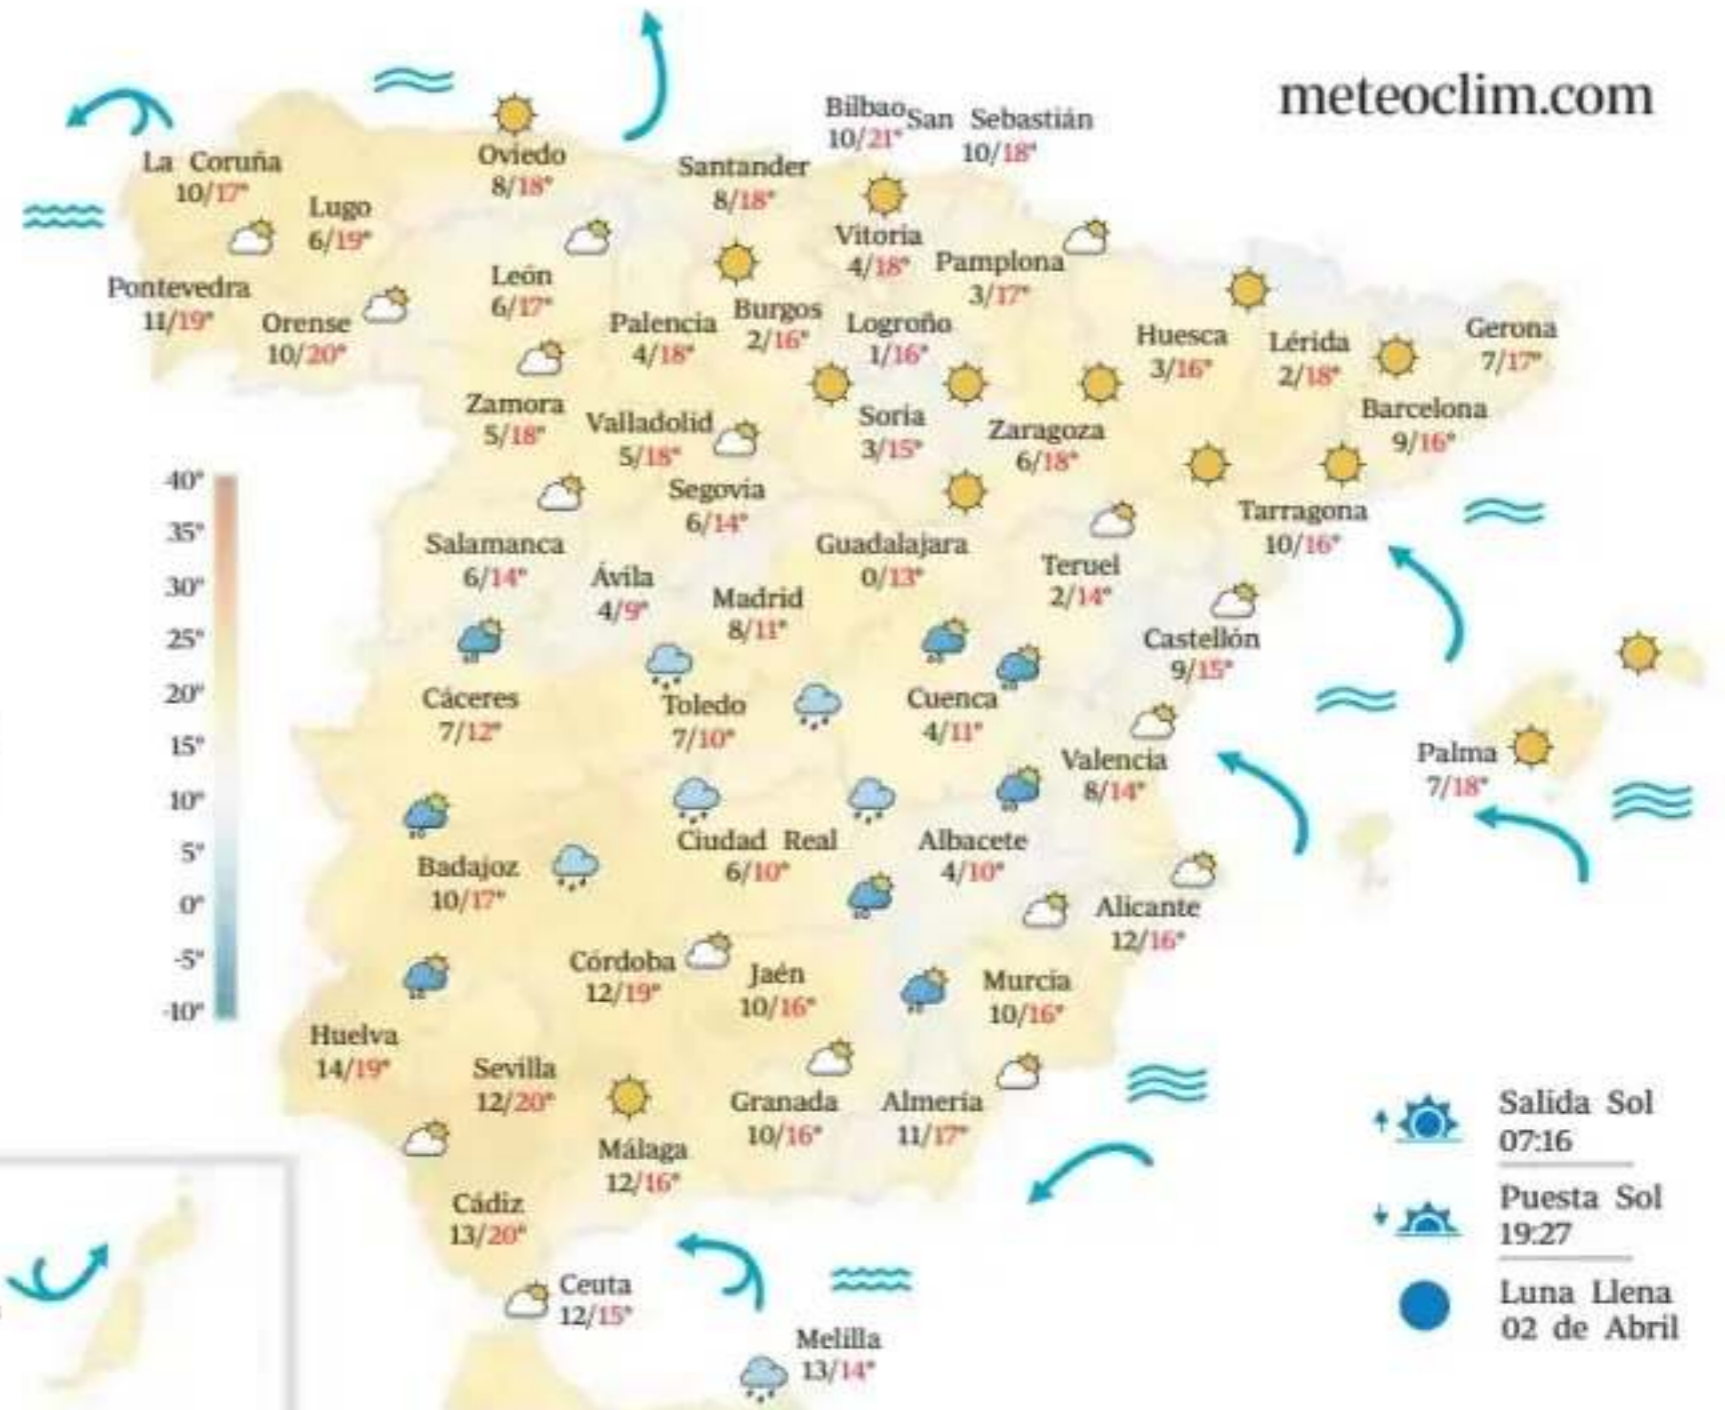 meteoclim.com
Bilbao
10/21°
San Sebastián
10/18°
La Coruña
10/17°
Oviedo
8/18°
Santander
8/18°
Lugo
6/19°
Vitoria
4/18°
Pamplona
3/17°
León
6/17°
Pontevedra
11/19°
Orense
10/20°
Palencia
4/18°
Burgos
2/16°
Logroño
1/16°
Huesca
3/16°
Lérida
2/18°
Gerona
7/17°
Zamora
5/18°
Valladolid
5/18°
Soria
3/15°
Zaragoza
6/18°
Barcelona
9/16°
Segovia
6/14°
Tarragona
10/16°
Salamanca
6/14°
Ávila
4/9°
Madrid
8/11°
Guadalajara
0/13°
Teruel
2/14°
Castellón
9/15°
Cáceres
7/12°
Toledo
7/10°
Cuenca
4/11°
Valencia
8/14°
Palma
7/18°
Badajoz
10/17°
Ciudad Real
6/10°
Albacete
4/10°
Alicante
12/16°
Córdoba
12/19°
Jaén
10/16°
Murcia
10/16°
Huelva
14/19°
Sevilla
12/20°
Málaga
12/16°
Granada
10/16°
Almeria
11/17°
Cádiz
13/20°
Ceuta
12/15°
Melilla
13/14°
40°
35°
30°
25°
20°
15°
10°
5°
0°
-5°
-10°
Salida Sol
07:16
Puesta Sol
19:27
Luna Llena
02 de Abril